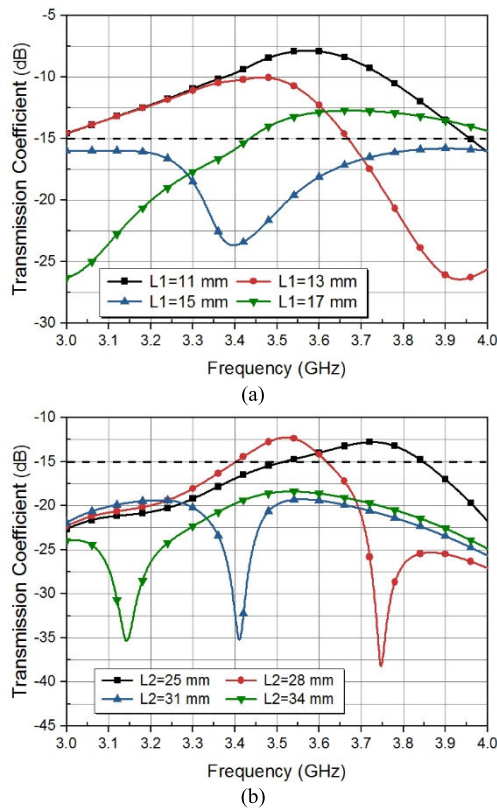 -5
-10
-15
-20
-25
-30
Transmission Coefficient (dB)
L1=11 mm L1=13 mm
L1=15 mm L1=17 mm
3.0 3.1 3.2 3.3 3.4 3.5 3.6 3.7 3.8 3.9 4.0
Frequency (GHz)
(a)
-10
-15
-20
-25
-30
-35
-40
-45
Transmission Coefficient (dB)
L2=25 mm L2=28 mm
L2=31 mm L2=34 mm
3.0 3.1 3.2 3.3 3.4 3.5 3.6 3.7 3.8 3.9 4.0
Frequency (GHz)
(b)